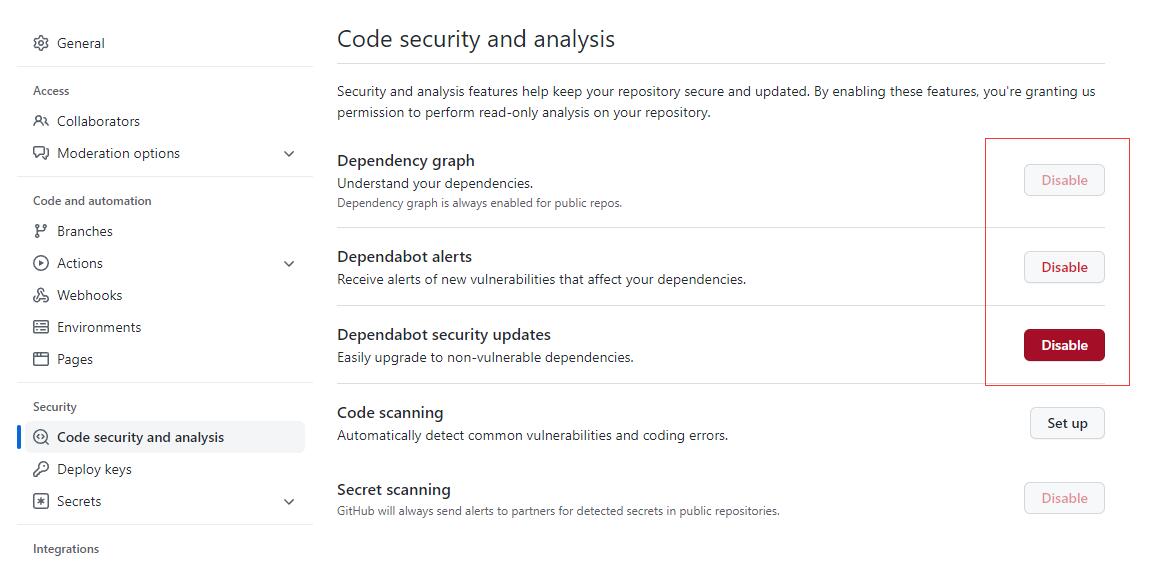 General
Access
Collaborators
Moderation options
Code and automation
Branches
Actions
Webhooks
Environments
Pages
Security
Code security and analysis
Deploy keys
Secrets
Integrations
Code security and analysis
Security and analysis features help keep your repository secure and updated. By enabling these features, you're granting us
permission to perform read-only analysis on your repository.
Dependency graph
Understand your dependencies.
Dependency graph is always enabled for public repos.
Disable
Dependabot alerts
Receive alerts of new vulnerabilities that affect your dependencies.
Disable
Dependabot security updates
Easily upgrade to non-vulnerable dependencies.
Disable
Code scanning
Automatically detect common vulnerabilities and coding errors.
Set up
Secret scanning
GitHub will always send alerts to partners for detected secrets in public repositories.
Disable